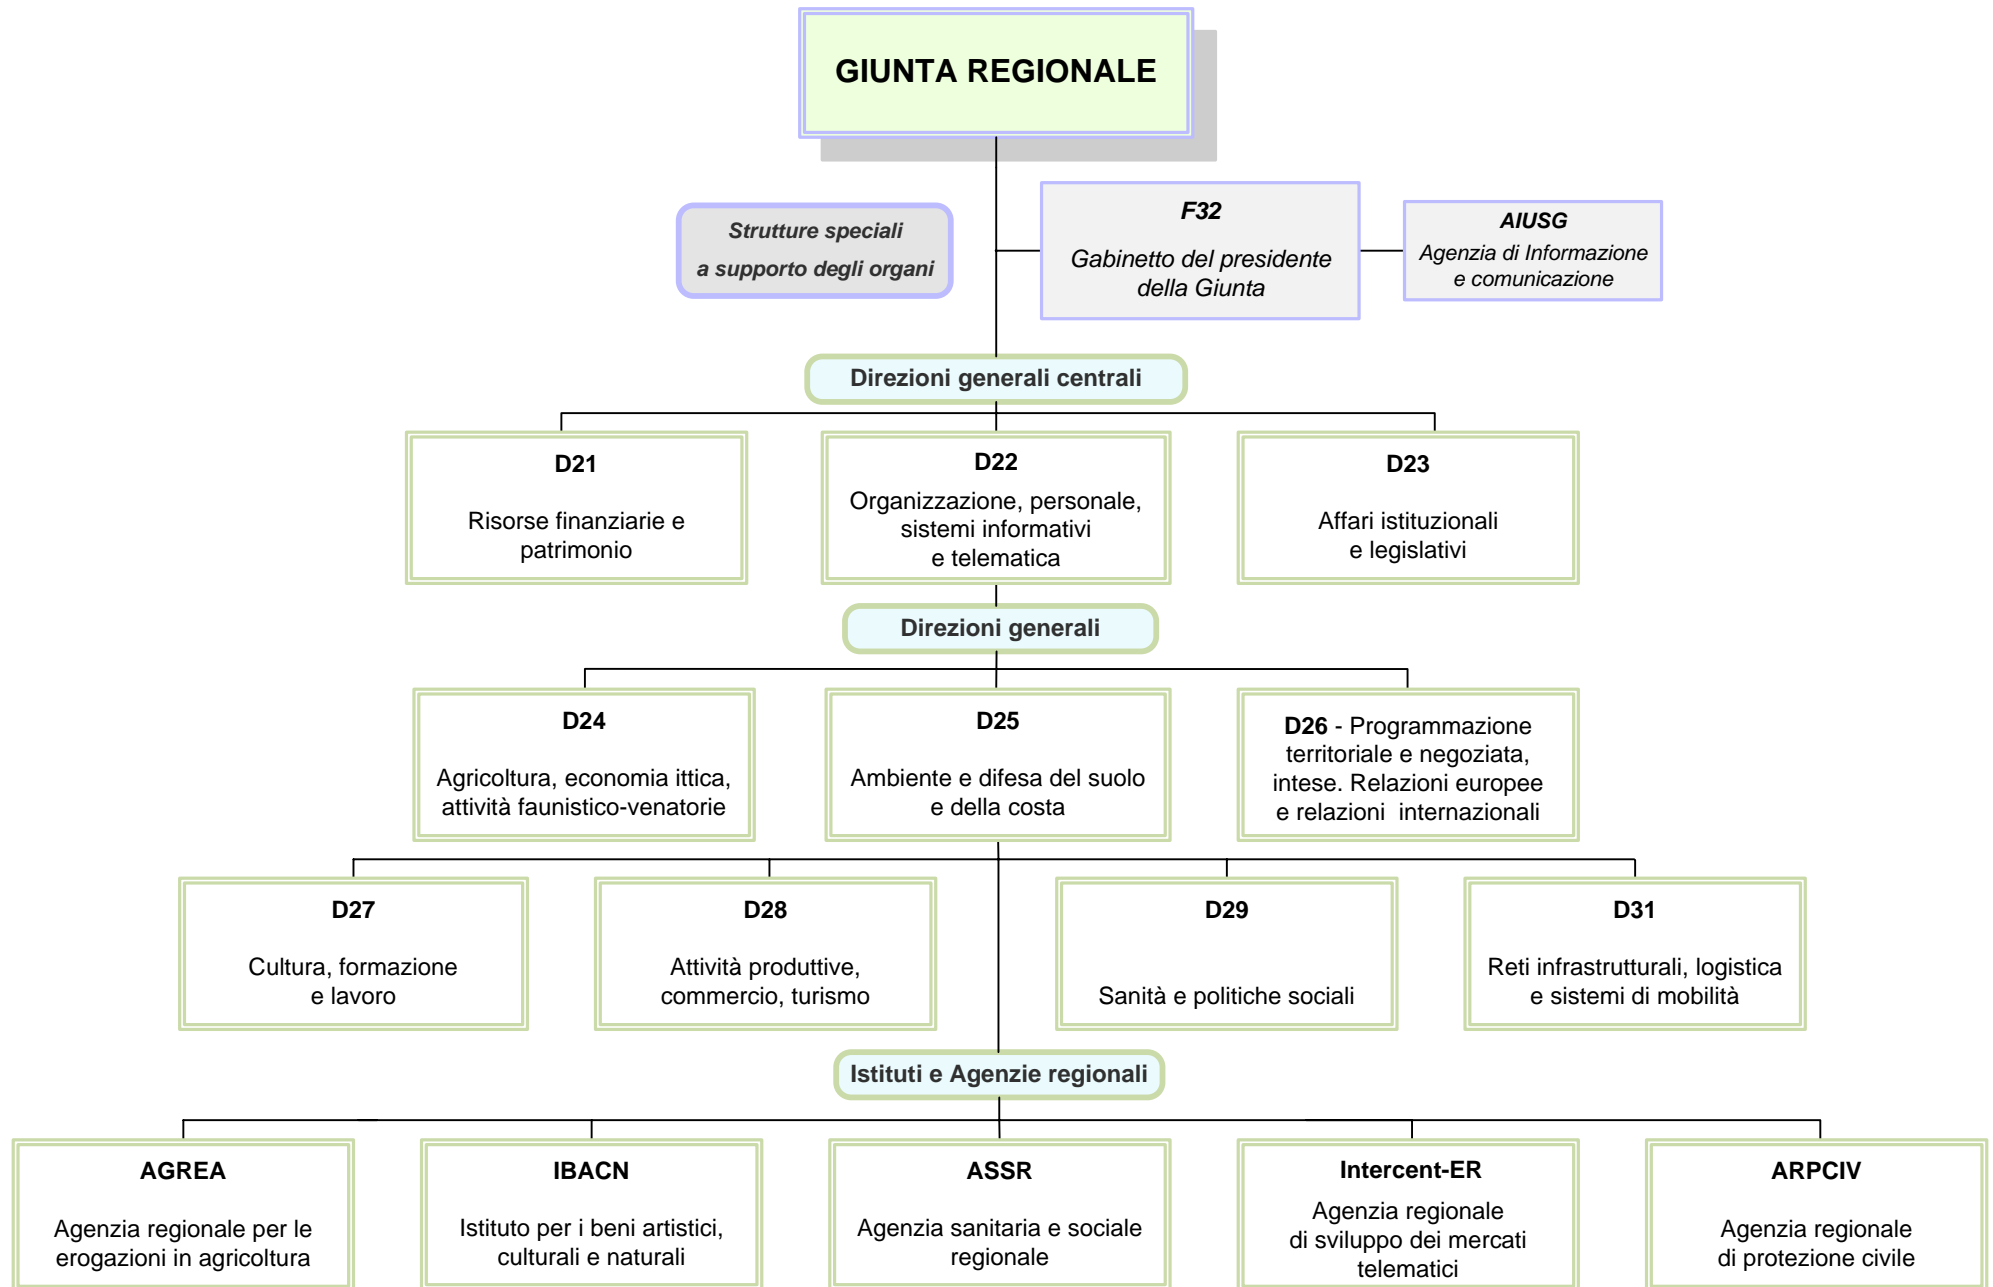 GIUNTA REGIONALE
Strutture speciali
a supporto degli organi
F32
Gabinetto del presidente
della Giunta
AIUSG
Agenzia di Informazione
e comunicazione
Direzioni generali centrali
D21
Risorse finanziarie e
patrimonio
D22
Organizzazione, personale,
sistemi informativi
e telematica
D23
Affari istituzionali
e legislativi
Direzioni generali
D24
Agricoltura, economia ittica,
attività faunistico-venatorie
D25
Ambiente e difesa del suolo
e della costa
D26 - Programmazione
territoriale e negoziata,
intese. Relazioni europee
e relazioni internazionali
D27
Cultura, formazione
e lavoro
D28
Attività produttive,
commercio, turismo
D29
Sanità e politiche sociali
D31
Reti infrastrutturali, logistica
e sistemi di mobilità
Istituti e Agenzie regionali
AGREA
Agenzia regionale per le
erogazioni in agricoltura
IBACN
Istituto per i beni artistici,
culturali e naturali
ASSR
Agenzia sanitaria e sociale
regionale
Intercent-ER
Agenzia regionale
di sviluppo dei mercati
telematici
ARPCIV
Agenzia regionale
di protezione civile